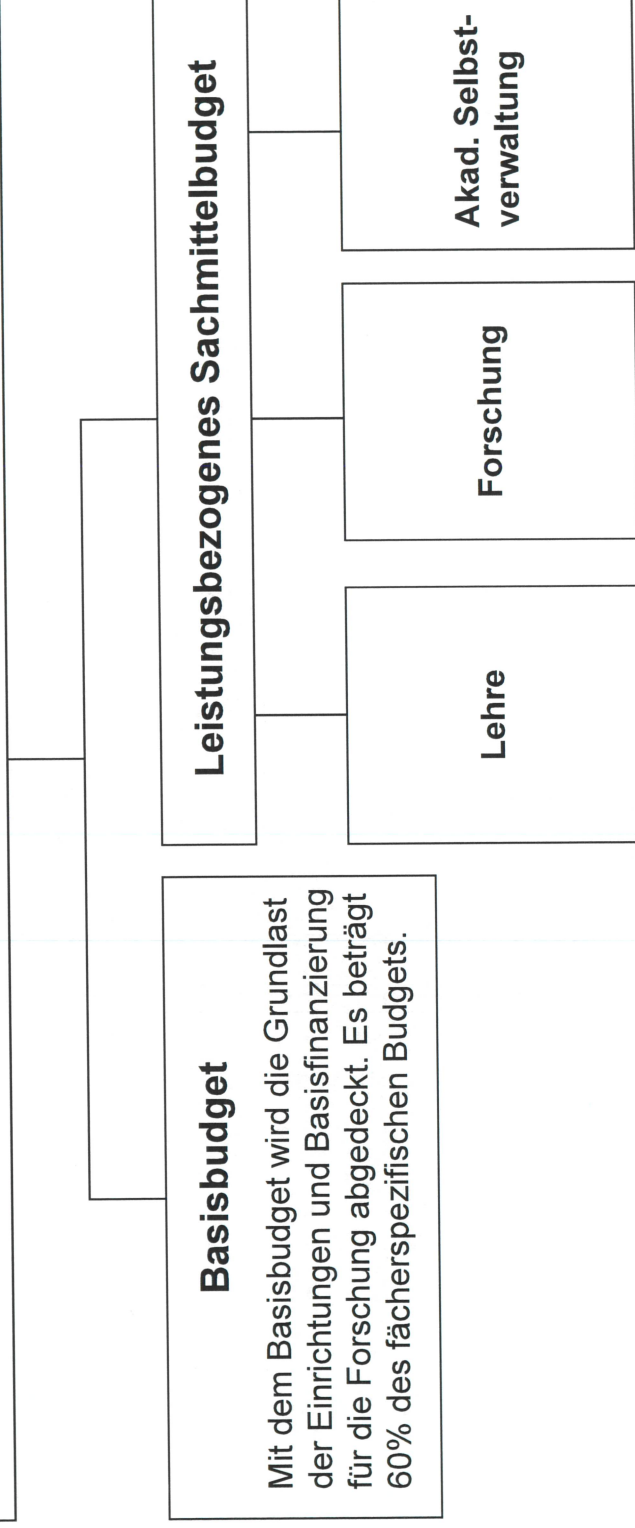 Basisbudget
Mit dem Basisbudget wird die Grundlast
der Einrichtungen und Basisfinanzierung
für die Forschung abgedeckt. Es beträgt
60% des fächerspezifischen Budgets.
Leistungsbezogenes Sachmittelbudget
Lehre
Forschung
Akad. Selbst-
verwaltung